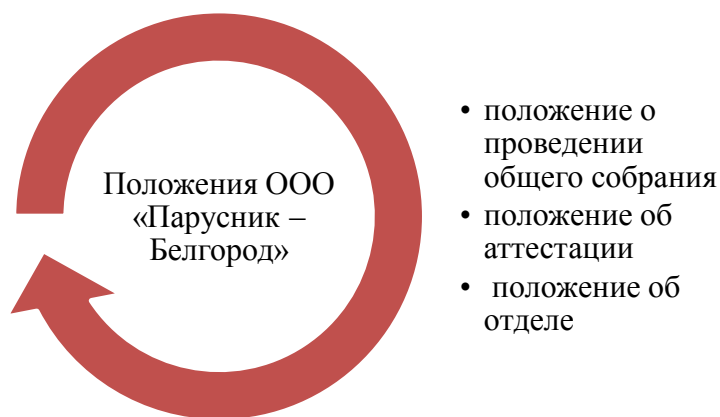 Положения ООО
«Парусник –
Белгород»
• положение о
проведении
общего собрания
• положение об
аттестации
• положение об
отделе